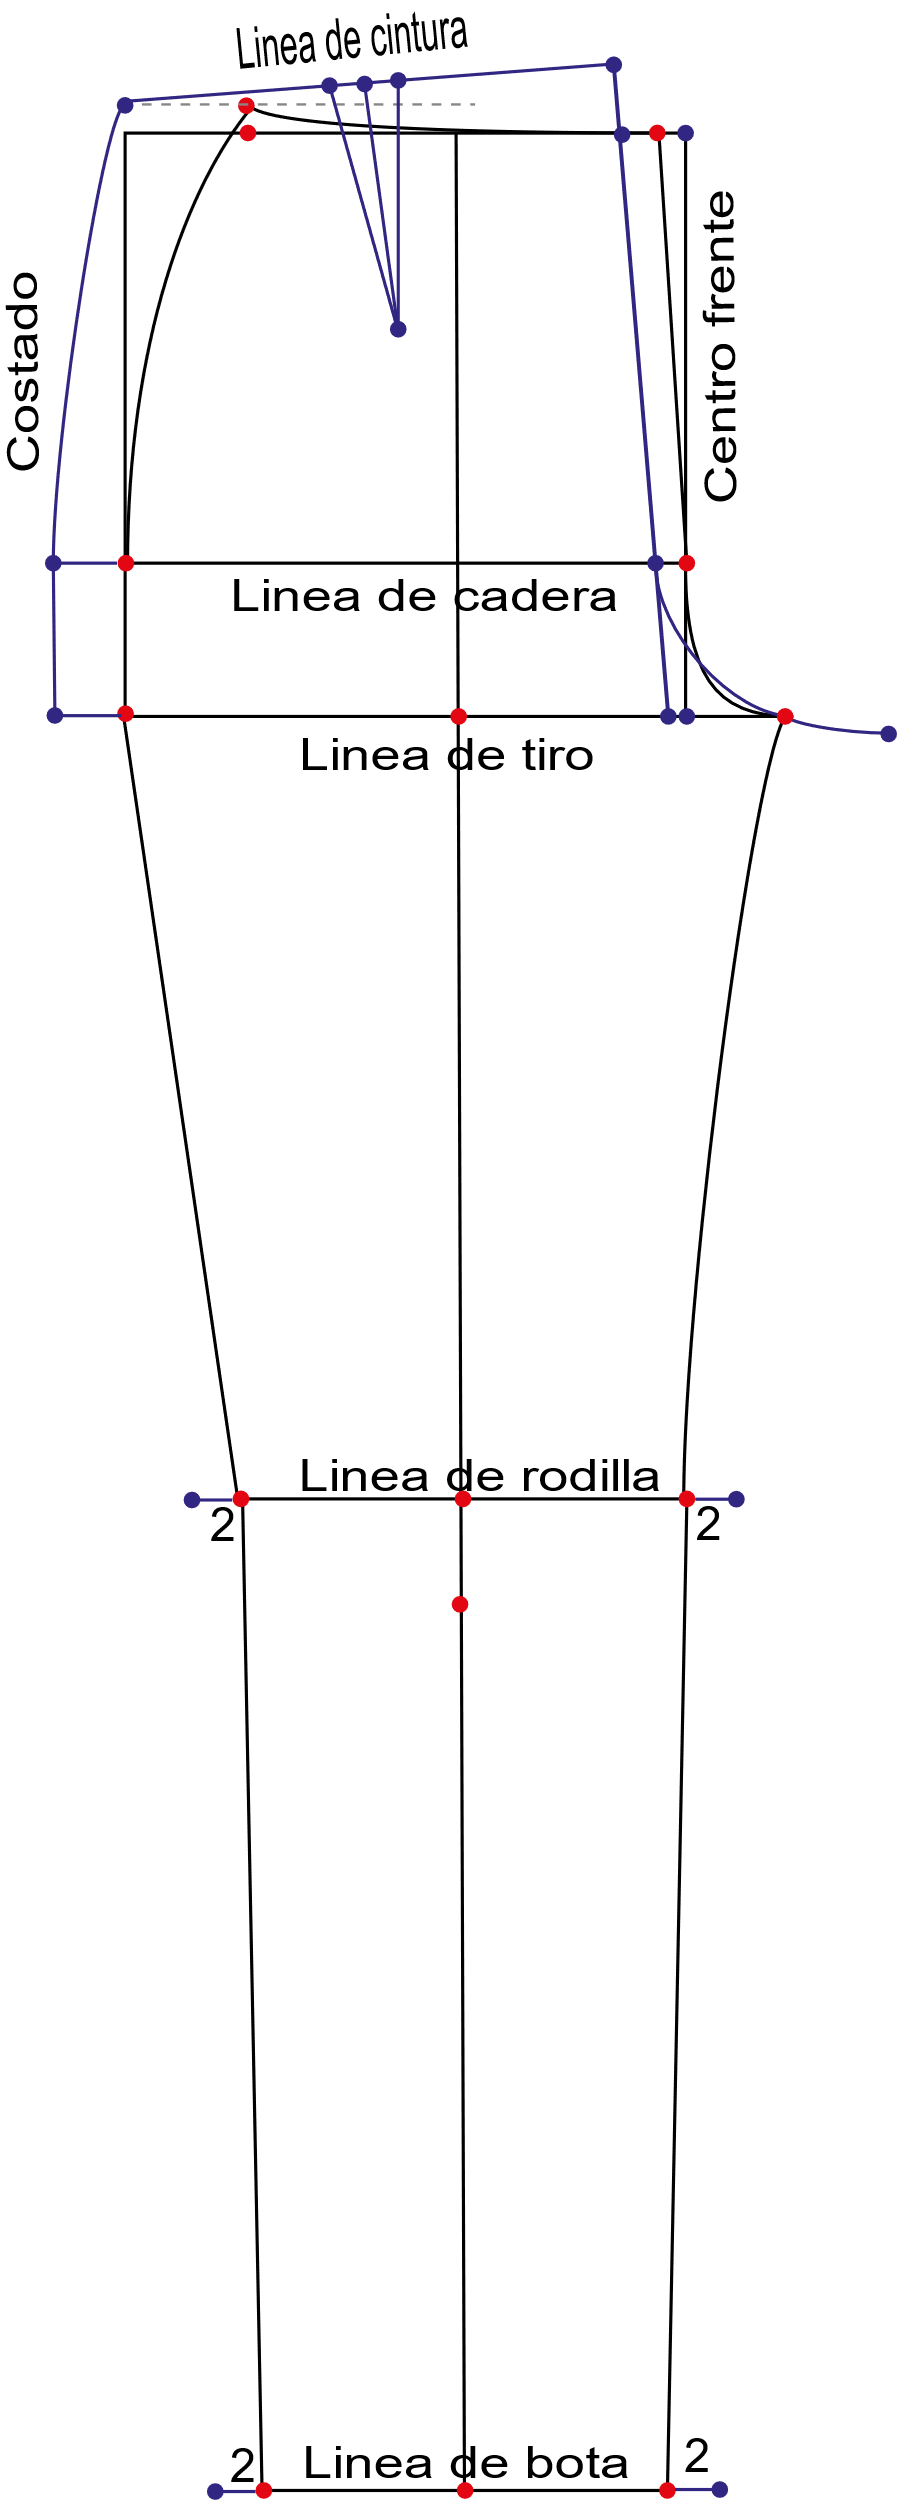 Linea de cintura
Costado
Centro frente
Linea de cadera
Linea de tiro
Linea de rodilla
2
2
Linea de bota
2
2